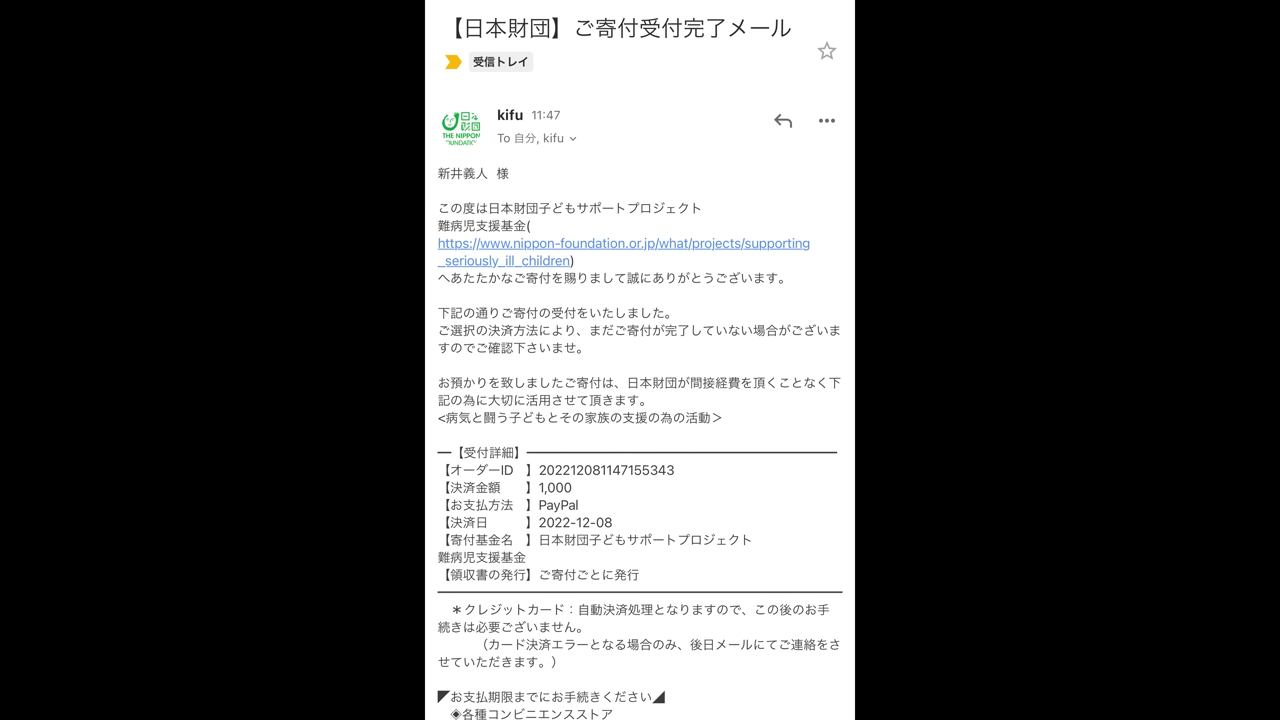 【日本財団】ご寄付受付完了メール
受信トレイ
kifu 11:47
To 自分, kifu
THE NIPPON
新井義人 様
この度は日本財団子どもサポートプロジェクト
難病児支援基金(
https://www.nippon-foundation.or.jp/what/projects/supporting
_seriously_ill_children)
へあたたかなご寄付を賜りまして誠にありがとうございます。
下記の通りご寄付の受付をいたしました。
ご選択の決済方法により、まだご寄付が完了していない場合がございま
すのでご確認下さいませ。
お預かりを致しましたご寄付は、日本財団が間接経費を頂くことなく下
記の為に大切に活用させて頂きます。
<病気と闘う子どもとその家族の支援の為の活動＞
━【受付詳細】━━━━━━━━━━━━━━━━━━━━━━━━━
【オーダーID　】202212081147155343
【決済金額　　】1,000
【お支払方法　】PayPal
【決済日　　　】2022-12-08
【寄付基金名　】日本財団子どもサポートプロジェクト
難病児支援基金
【領収書の発行】ご寄付ごとに発行
━━━━━━━━━━━━━━━━━━━━━━━━━━━━━━━━
＊クレジットカード：自動決済処理となりますので、この後のお手
続きは必要ございません。
（カード決済エラーとなる場合のみ、後日メールにてご連絡をさ
せていただきます。）
◤お支払期限までにお手続きください◢
◈各種コンビニエンスストア